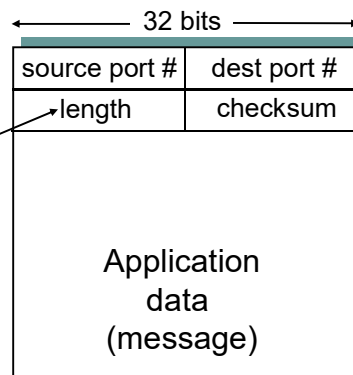 32 bits
source port # dest port #
length checksum
Application
data
(message)